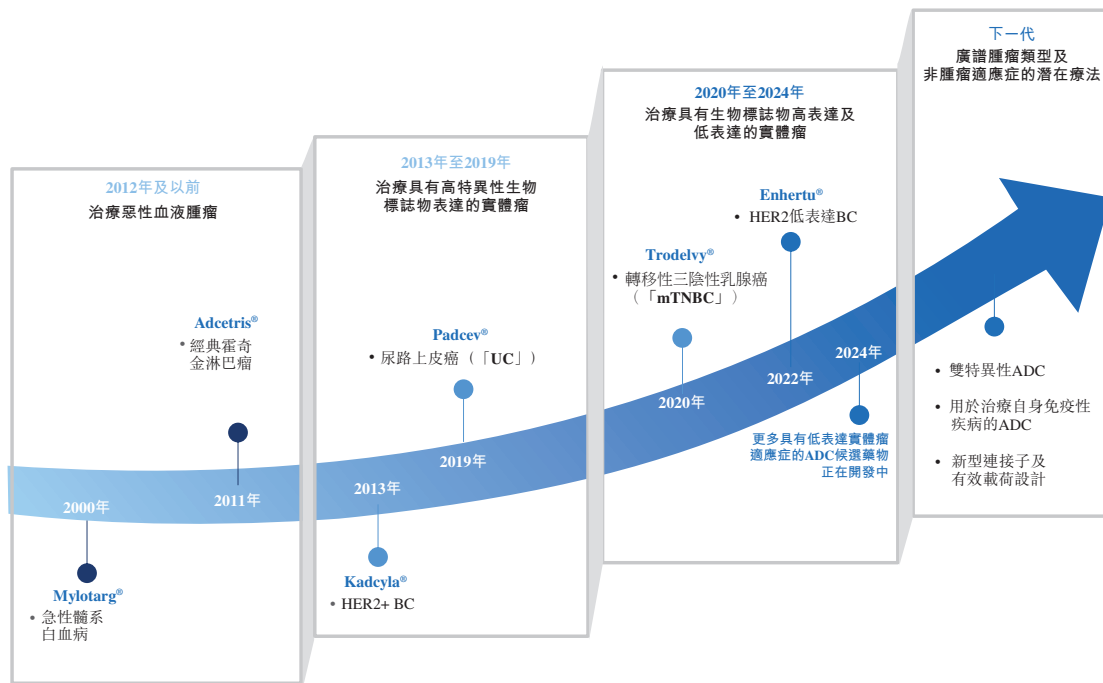 2012年及以前
治療惡性血液腫瘤
Adcetris®
• 經典霍奇
金淋巴瘤
2000年
2011年
Mylotarg®
• 急性髓系
白血病
2013年至2019年
治療具有高特異性生物
標誌物表達的實體瘤
Padcev®
• 尿路上皮癌（「UC」）
2013年
2019年
Kadcyla®
• HER2+ BC
2020年至2024年
治療具有生物標誌物高表達及
低表達的實體瘤
Enhertu®
• HER2低表達BC
Trodelvy®
• 轉移性三陰性乳腺癌
（「mTNBC」）
2020年
2022年
2024年
更多具有低表達實體瘤
適應症的ADC候選藥物
正在開發中
下一代
廣譜腫瘤類型及
非腫瘤適應症的潛在療法
• 雙特異性ADC
• 用於治療自身免疫性
疾病的ADC
• 新型連接子及
有效載荷設計